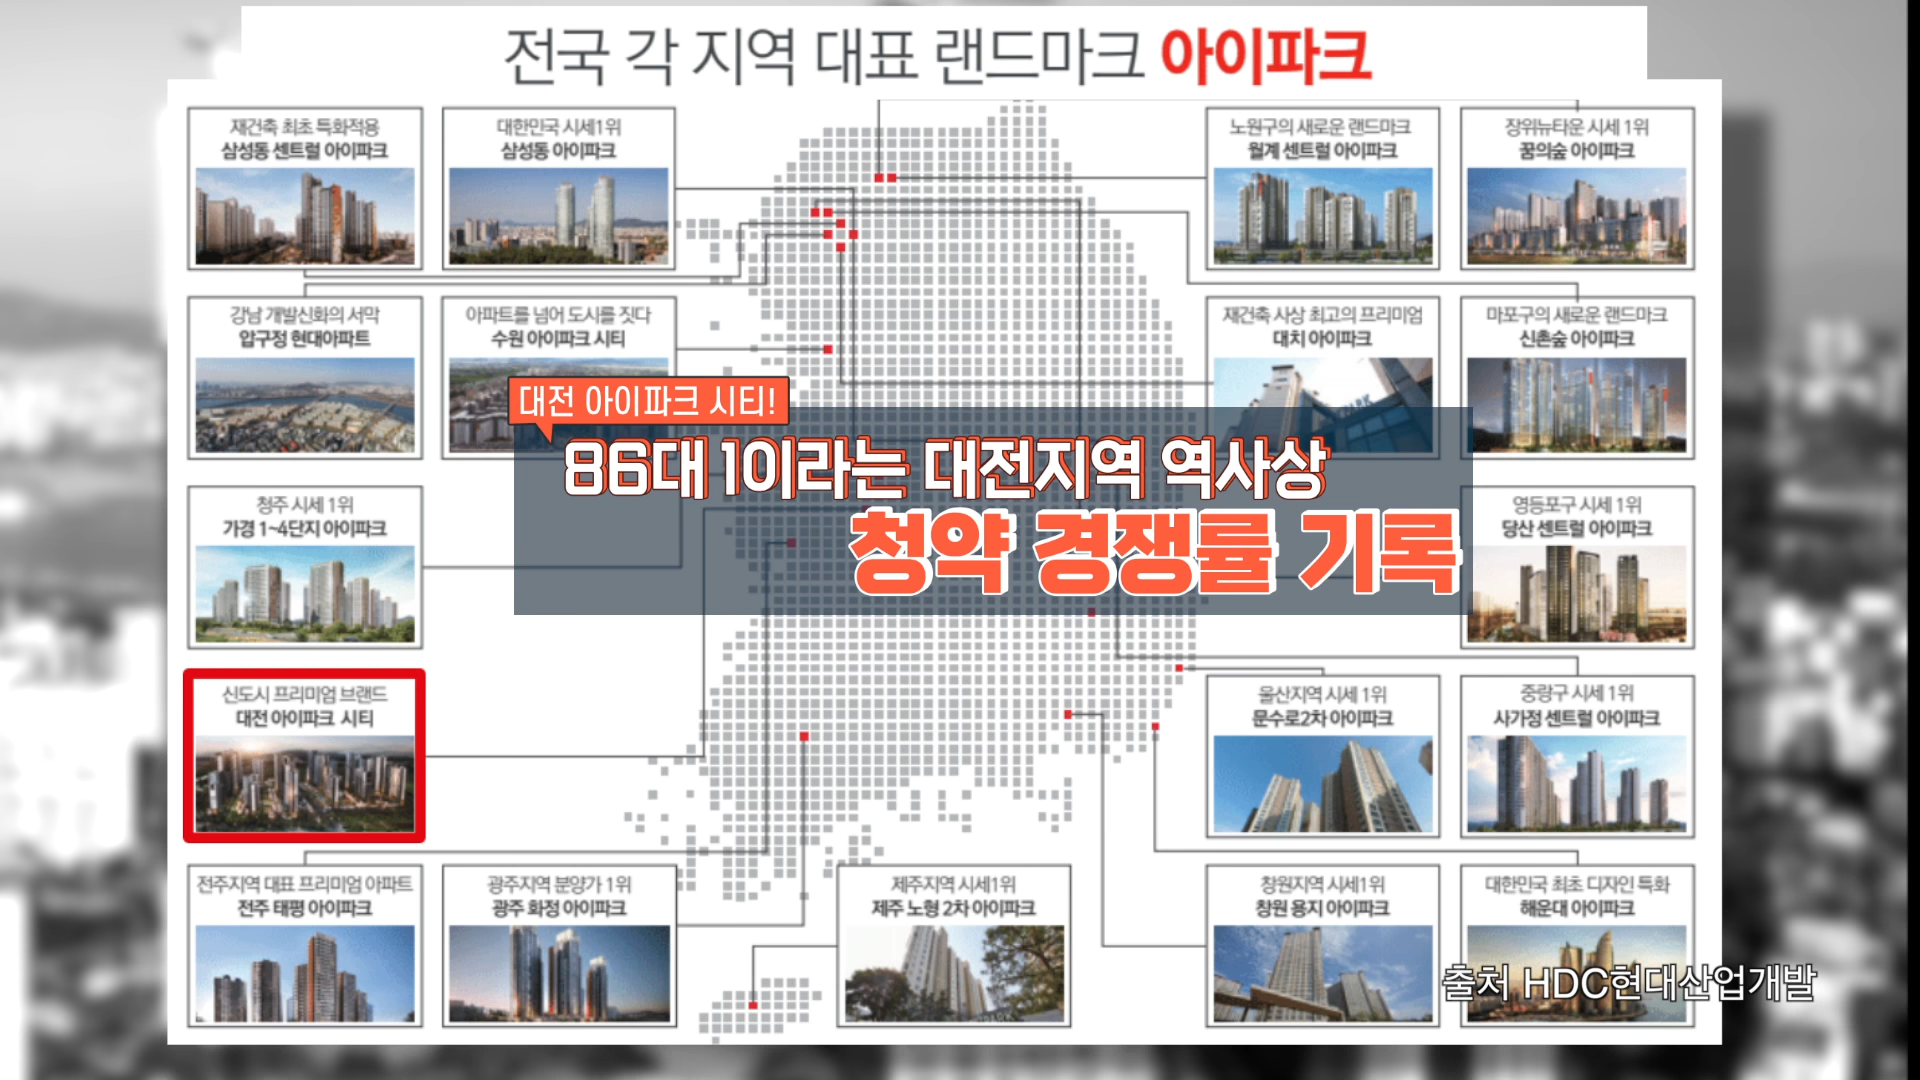 전국 각 지역 대표 랜드마크 아이파크
재건축 최초 특화적용
삼성동 센트럴 아이파크
대한민국 시세1위
삼성동 아이파크
노원구의 새로운 랜드마크
월계 센트럴 아이파크
장위뉴타운 시세 1위
꿈의숲 아이파크
강남 개발신화의 서막
압구정 현대아파트
아파트를 넘어 도시를 짓다
수원 아이파크 시티
재건축 사상 최고의 프리미엄
대치 아이파크
마포구의 새로운 랜드마크
신촌숲 아이파크
대전 아이파크 시티!
86대 1이라는 대전지역 역사상
청약 경쟁률 기록
청주 시세 1위
가경 1~4단지 아이파크
영등포구 시세 1위
당산 센트럴 아이파크
신도시 프리미엄 브랜드
대전 아이파크 시티
울산지역 시세 1위
문수로2차 아이파크
중랑구 시세 1위
사가정 센트럴 아이파크
전주지역 대표 프리미엄 아파트
전주 태평 아이파크
광주지역 분양가 1위
광주 화정 아이파크
제주지역 시세1위
제주 노형 2차 아이파크
창원지역 시세1위
창원 용지 아이파크
대한민국 최초 디자인 특화
해운대 아이파크
출처 HDC현대산업개발